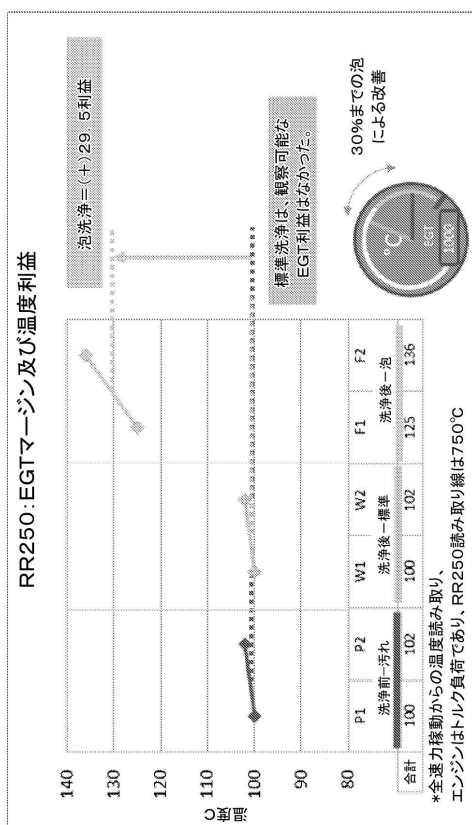 RR250:EGTマージン及び温度利益
140
130
120
110
100
90
80
温度C
泡洗浄=(+)29.5利益
標準洗浄は、観察可能な
EGT利益はなかった。
P1 P2 W1 W2 F1 F2
洗浄前-汚れ 洗浄後-標準 洗浄後-泡
合計 100 102 100 102 125 136
30%までの泡
による改善
°C
EGT
1000
*全速力稼動からの温度読み取り、
エンジンはトルク負荷であり、RR250読み取り線は750℃